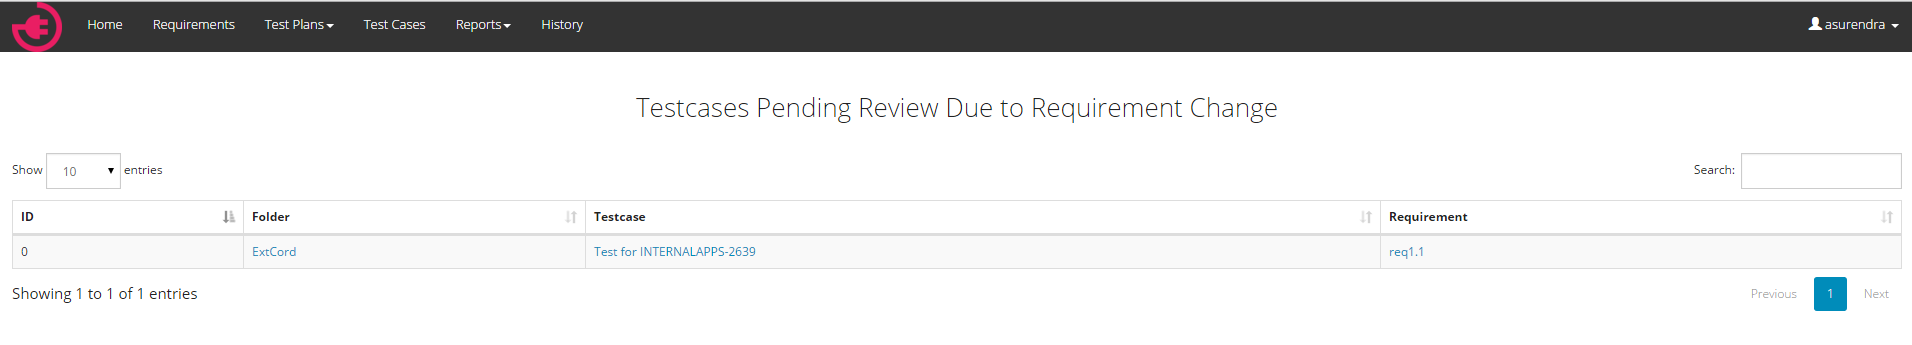 Home Requirements Test Plans Test Cases Reports History asurendra
Testcases Pending Review Due to Requirement Change
Show 10 entries Search:
ID Folder Testcase Requirement
0 ExtCord Test for INTERNALAPPS-2639 req1.1
Showing 1 to 1 of 1 entries Previous 1 Next